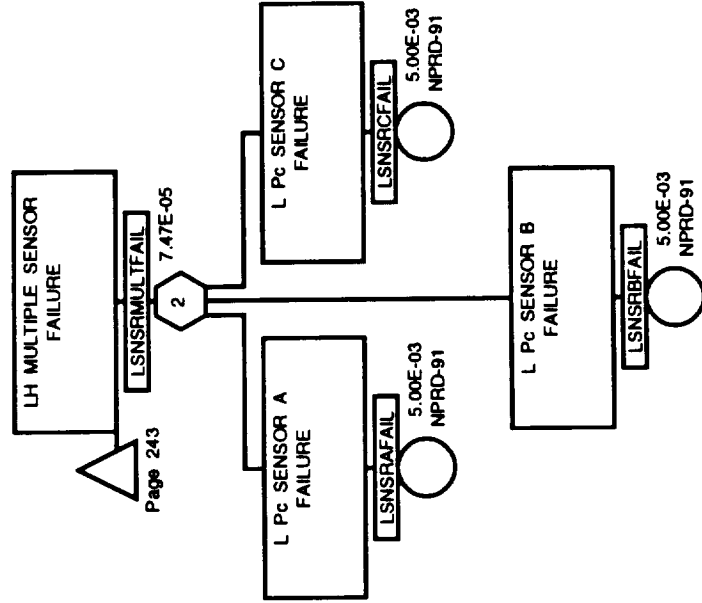 LH MULTIPLE SENSOR
FAILURE
Page 243
LSNSRMULTFAIL
7.47E-05
2
L Pc SENSOR A
FAILURE
LSNSRAFAIL
5.00E-03
NPRD-91
L Pc SENSOR B
FAILURE
LSNSRBFAIL
5.00E-03
NPRD-91
L Pc SENSOR C
FAILURE
LSNSRCFAIL
5.00E-03
NPRD-91